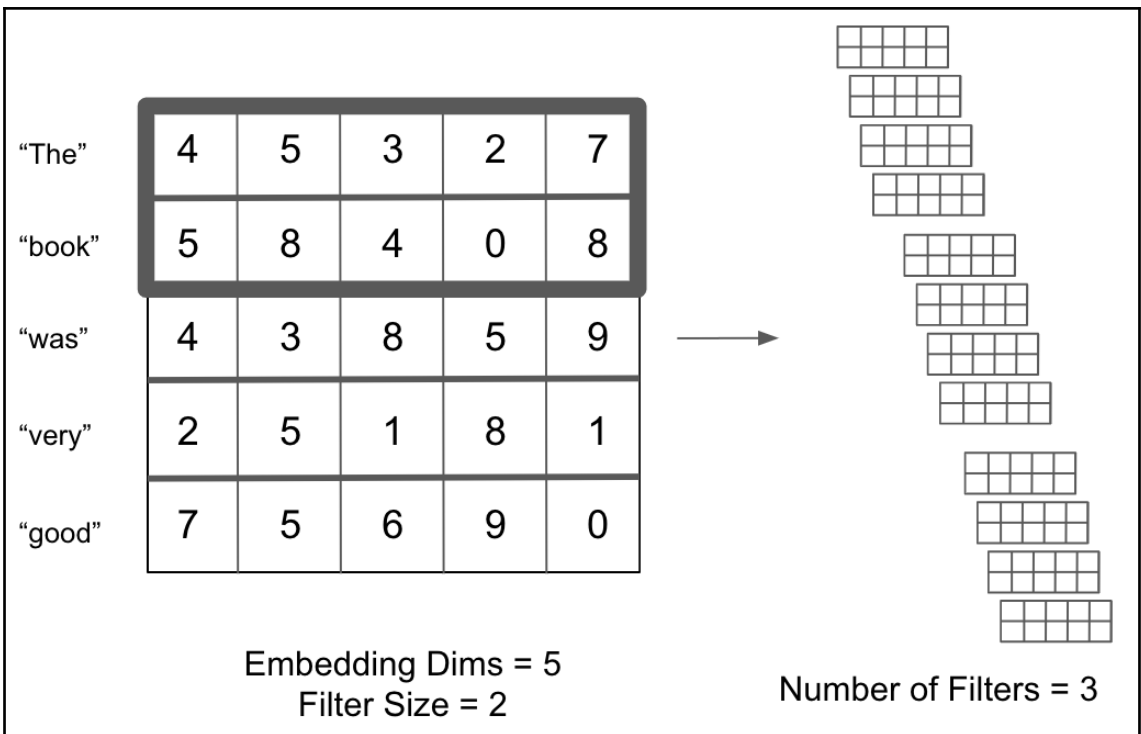 “The” 4 5 3 2 7
“book” 5 8 4 0 8
“was” 4 3 8 5 9
“very” 2 5 1 8 1
“good” 7 5 6 9 0
Embedding Dims = 5
Filter Size = 2
Number of Filters = 3